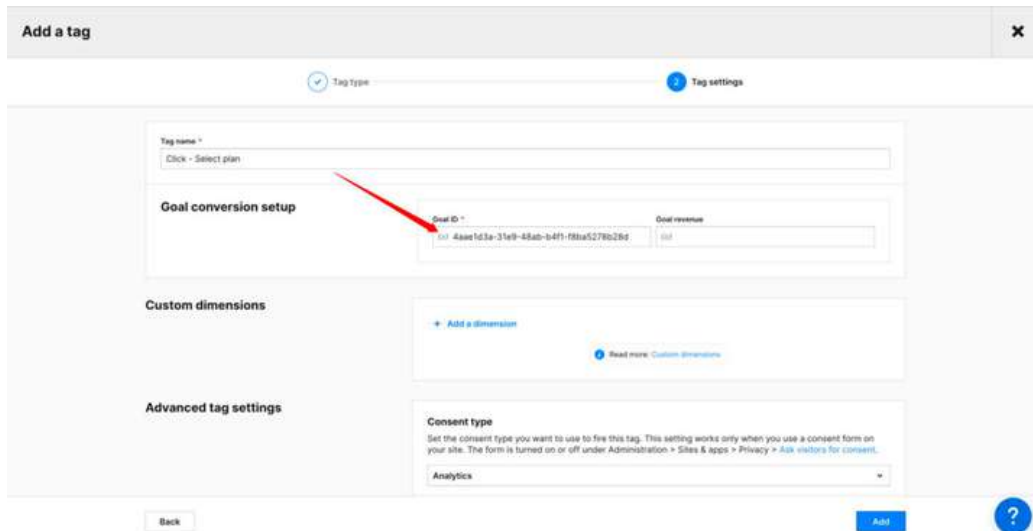 Add a tag
Tag type
2 Tag settings
Tag name *
Click - Select plan
Goal conversion setup
Goal ID *
Goal revenue
4aae1d3a-31e9-48ab-b4f1-f8ba5278b28d
Custom dimensions
+ Add a dimension
Read more: Custom dimensions
Advanced tag settings
Consent type
Set the consent type you want to use to fire this tag. This setting works only when you use a consent form on
your site. The form is turned on or off under Administration > Sites & apps > Privacy > Ask visitors for consent.
Analytics
Back
Add
?